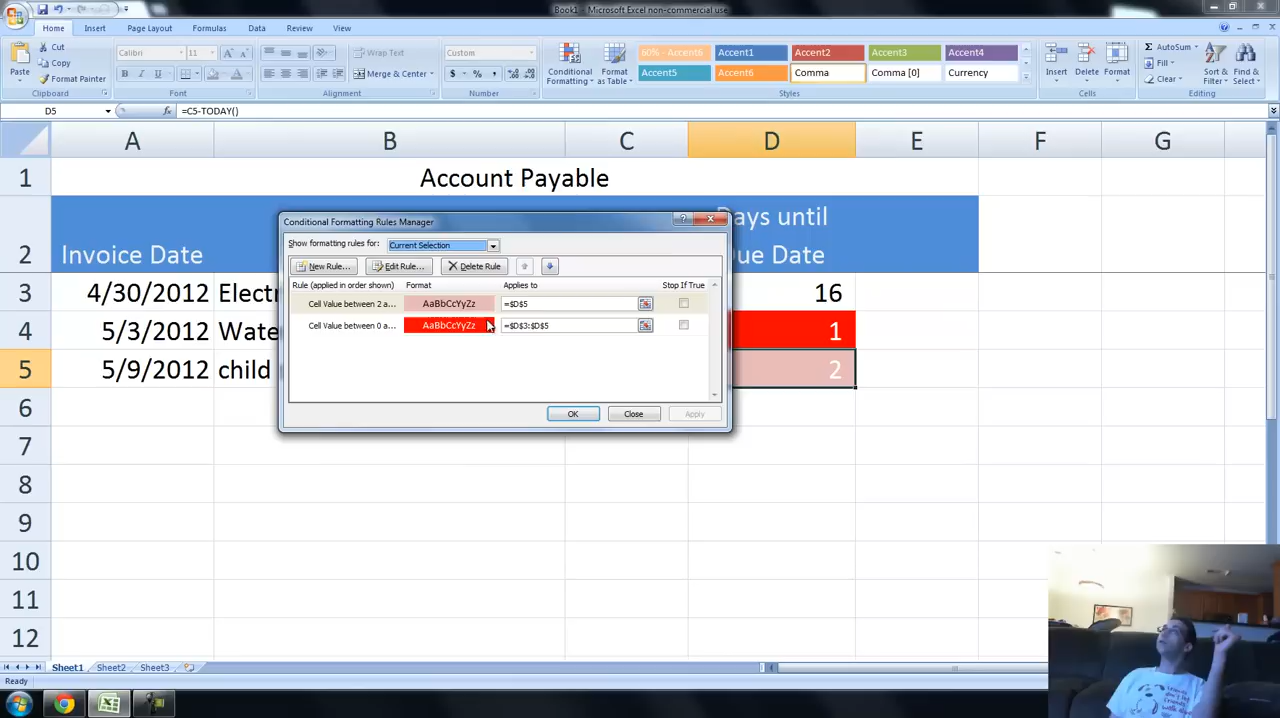 Book1 - Microsoft Excel non-commercial use
Home Insert Page Layout Formulas Data Review View
Cut
Copy
Format Painter
Paste
Clipboard
Calibri 11
B I U
Font
Wrap Text
Merge & Center
Alignment
Custom
$ % ,
Number
Conditional Formatting
Format as Table
60% - Accent6 Accent1 Accent2 Accent3 Accent4
Accent5 Accent6 Comma Comma [0] Currency
Styles
Insert Delete Format
Cells
AutoSum
Fill
Clear
Sort & Filter
Find & Select
Editing
D5 fx =C5-TODAY()
A B C D E F G
1 Account Payable
2 Invoice Date Days until Due Date
3 4/30/2012 Electr 16
4 5/3/2012 Wate 1
5 5/9/2012 child 2
6
7
8
9
10
11
12
Conditional Formatting Rules Manager
Show formatting rules for: Current Selection
New Rule... Edit Rule... Delete Rule
Rule (applied in order shown) Format Applies to Stop If True
Cell Value between 2 a... AaBbCcYyZz =$D$5
Cell Value between 0 a... AaBbCcYyZz =$D$3:$D$5
OK Close Apply
Sheet1 Sheet2 Sheet3
Ready